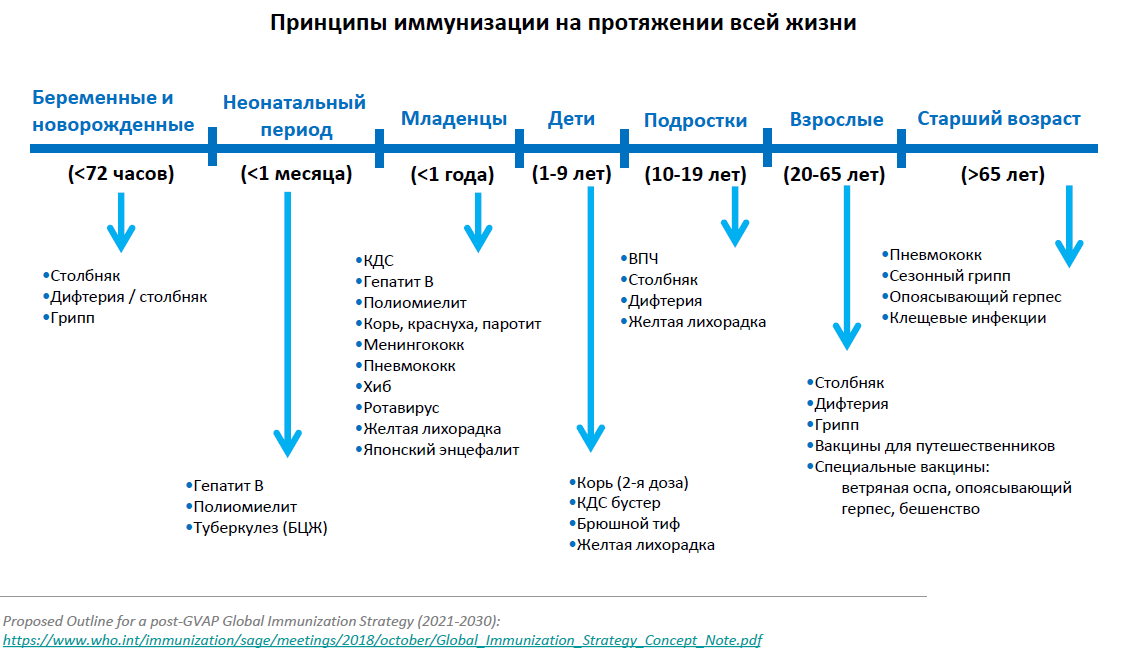 Принципы иммунизации на протяжении всей жизни
Беременные и
новорожденные
(<72 часов)
Неонатальный
период
(<1 месяца)
Младенцы
(<1 года)
Дети
(1-9 лет)
Подростки
(10-19 лет)
Взрослые
(20-65 лет)
Старший возраст
(>65 лет)
•Столбняк
•Дифтерия / столбняк
•Грипп
•Гепатит В
•Полиомиелит
•Туберкулез (БЦЖ)
•КДС
•Гепатит В
•Полиомиелит
•Корь, краснуха, паротит
•Менингококк
•Пневмококк
•Хиб
•Ротавирус
•Желтая лихорадка
•Японский энцефалит
•Корь (2-я доза)
•КДС бустер
•Брюшной тиф
•Желтая лихорадка
•ВПЧ
•Столбняк
•Дифтерия
•Желтая лихорадка
•Столбняк
•Дифтерия
•Грипп
•Вакцины для путешественников
•Специальные вакцины:
ветряная оспа, опоясывающий
герпес, бешенство
•Пневмококк
•Сезонный грипп
•Опоясывающий герпес
•Клещевые инфекции
Proposed Outline for a post-GVAP Global Immunization Strategy (2021-2030):
https://www.who.int/immunization/sage/meetings/2018/october/Global_Immunization_Strategy_Concept_Note.pdf